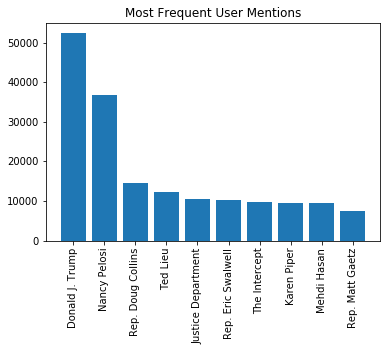 Most Frequent User Mentions
50000
40000
30000
20000
10000
0
Donald J. Trump
Nancy Pelosi
Rep. Doug Collins
Ted Lieu
Justice Department
Rep. Eric Swalwell
The Intercept
Karen Piper
Mehdi Hasan
Rep. Matt Gaetz